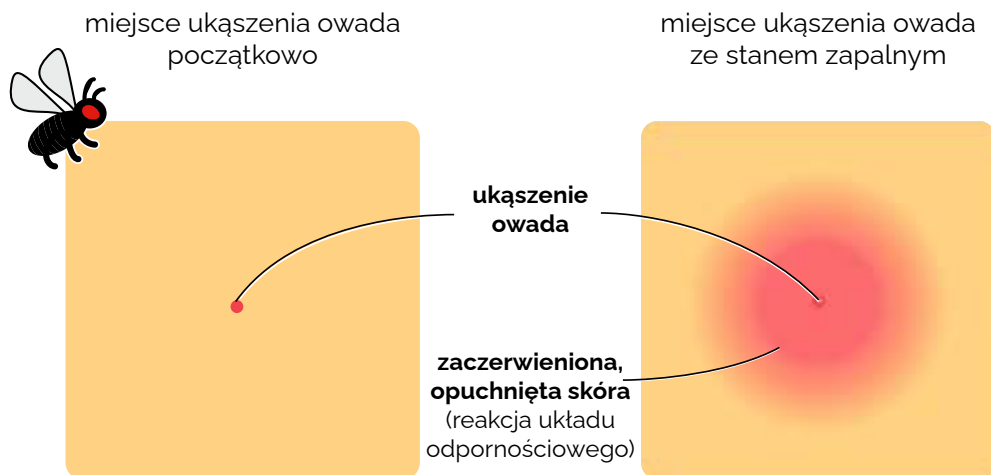 miejsce ukąszenia owada
początkowo
miejsce ukąszenia owada
ze stanem zapalnym
ukąszenie
owada
zaczerwieniona,
opuchnięta skóra
(reakcja układu
odpornościowego)